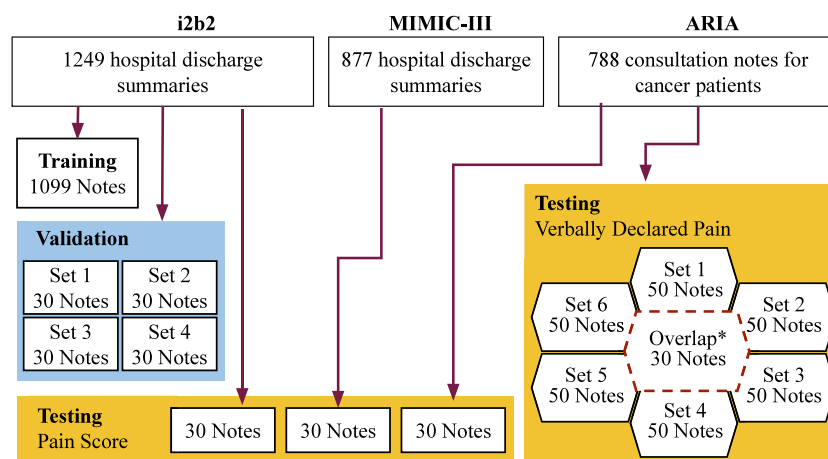 i2b2
1249 hospital discharge
summaries
MIMIC-III
877 hospital discharge
summaries
ARIA
788 consultation notes for
cancer patients
Training
1099 Notes
Validation
Set 1
30 Notes
Set 2
30 Notes
Set 3
30 Notes
Set 4
30 Notes
Testing
Pain Score
30 Notes
30 Notes
30 Notes
Testing
Verbally Declared Pain
Set 1
50 Notes
Set 6
50 Notes
Set 2
50 Notes
Overlap*
30 Notes
Set 5
50 Notes
Set 3
50 Notes
Set 4
50 Notes